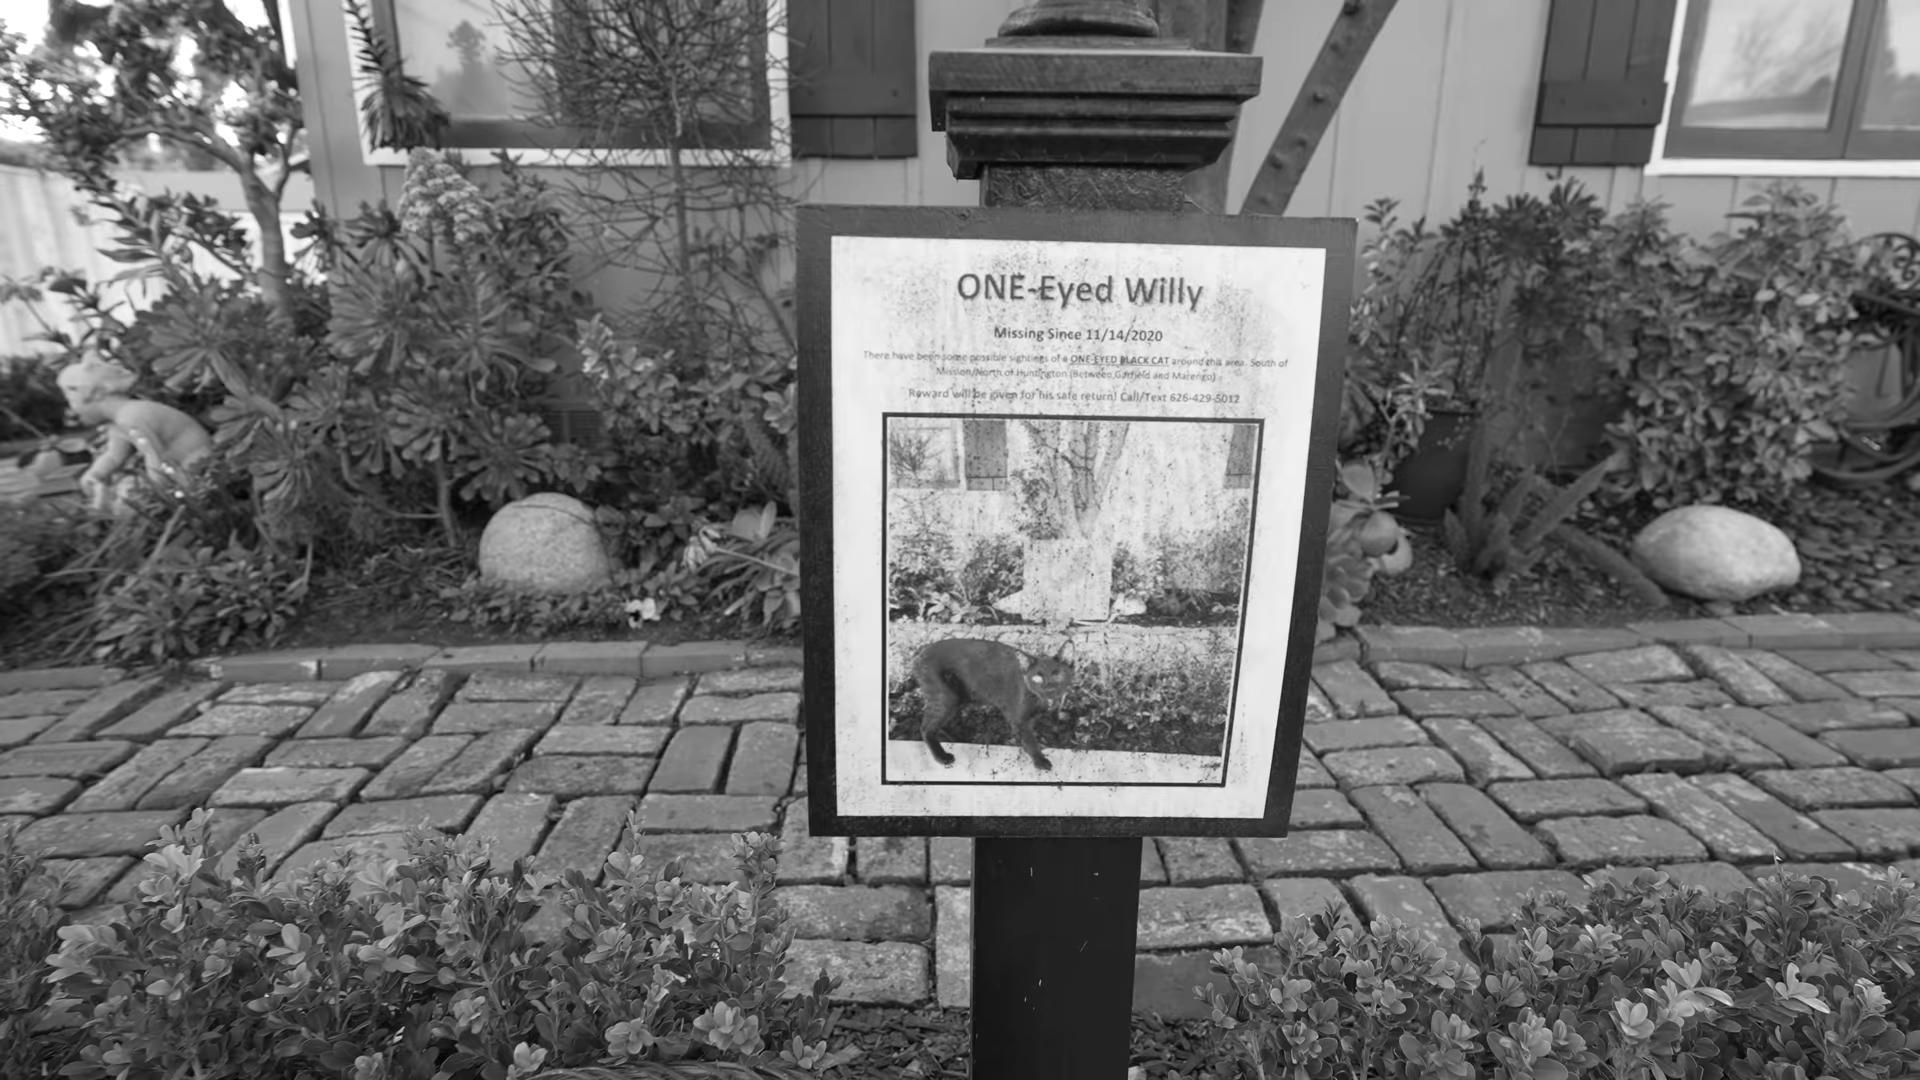 ONE-Eyed Willy
Missing Since 11/14/2020
There have been some possible sightings of a ONE-EYED BLACK CAT around this area. South of
Mission/North of Huntington (Between Garfield and Marengo)
Reward will be given for his safe return! Call/Text 626-429-5012